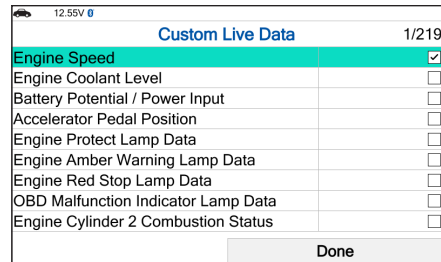 12.55V
Custom Live Data 1/219
Engine Speed
Engine Coolant Level
Battery Potential / Power Input
Accelerator Pedal Position
Engine Protect Lamp Data
Engine Amber Warning Lamp Data
Engine Red Stop Lamp Data
OBD Malfunction Indicator Lamp Data
Engine Cylinder 2 Combustion Status
Done